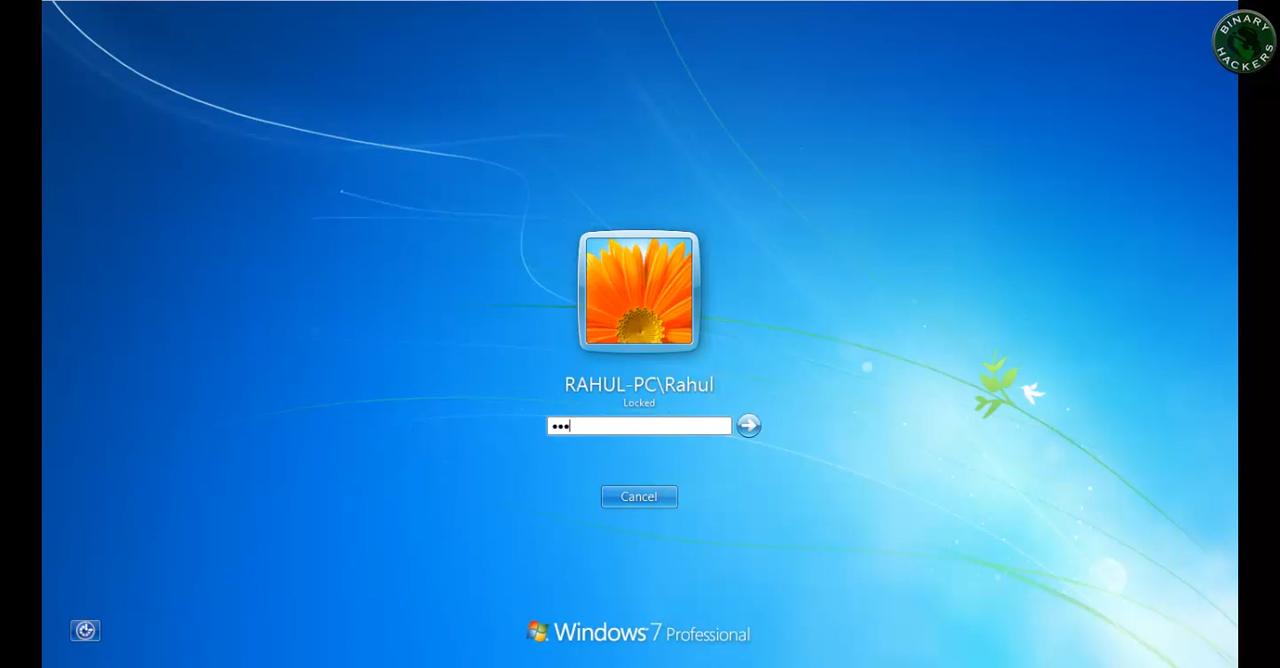 BINARY
HACKERS
RAHUL-PC\Rahul
Locked
Cancel
Windows 7 Professional